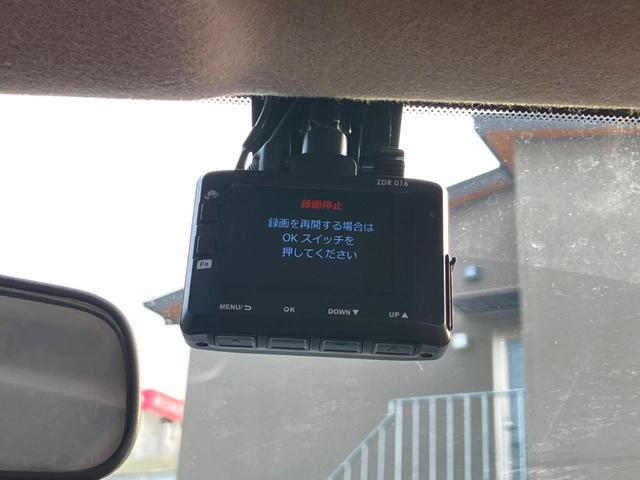 ZDR 016
録画停止
録画を再開する場合は
OK スイッチを
押してください
Fn
MENU/⮌ OK DOWN▼ UP▲